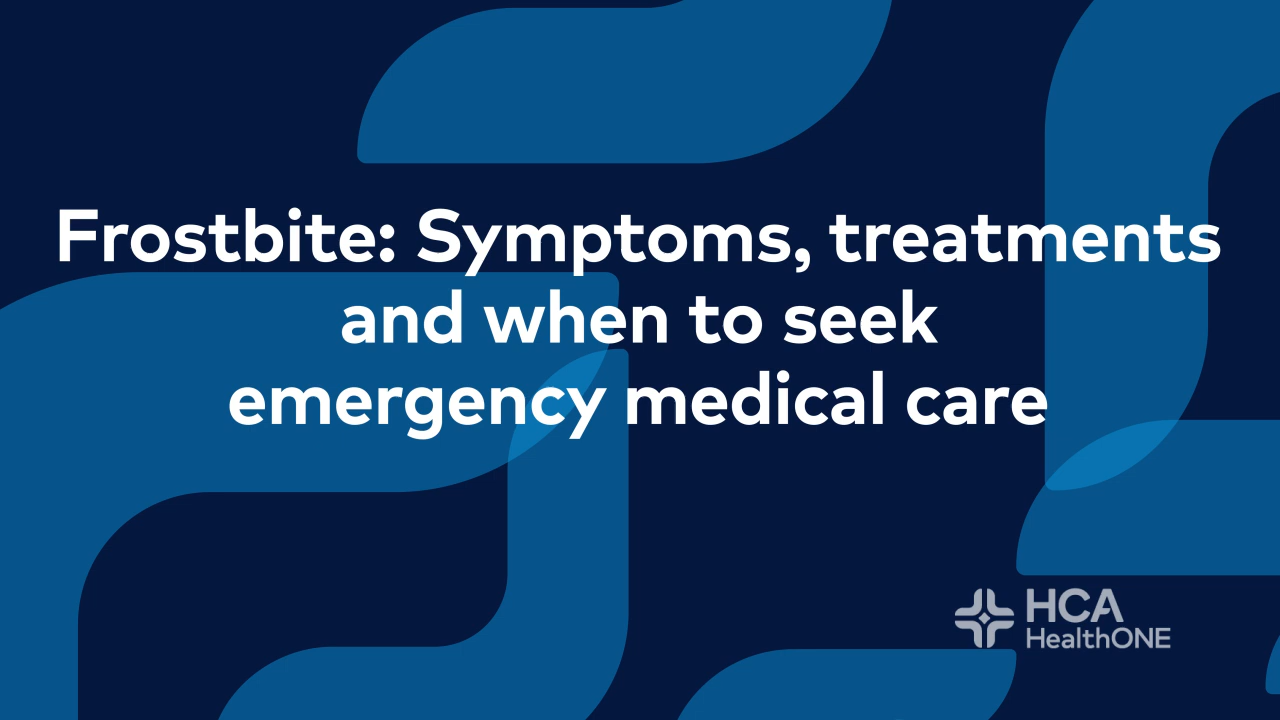 Frostbite: Symptoms, treatments
and when to seek
emergency medical care
HCA
HealthONE